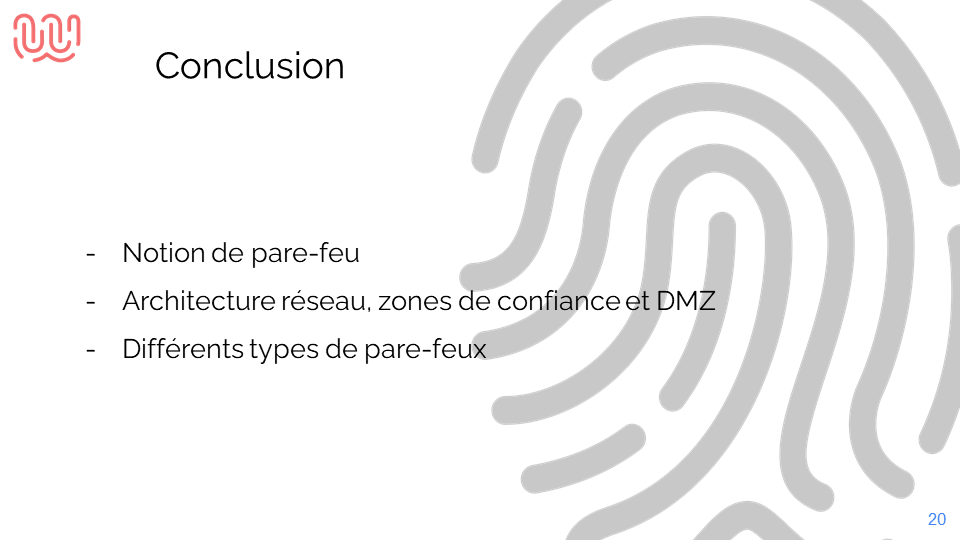 Conclusion
- Notion de pare-feu
- Architecture réseau, zones de confiance et DMZ
- Différents types de pare-feux
20